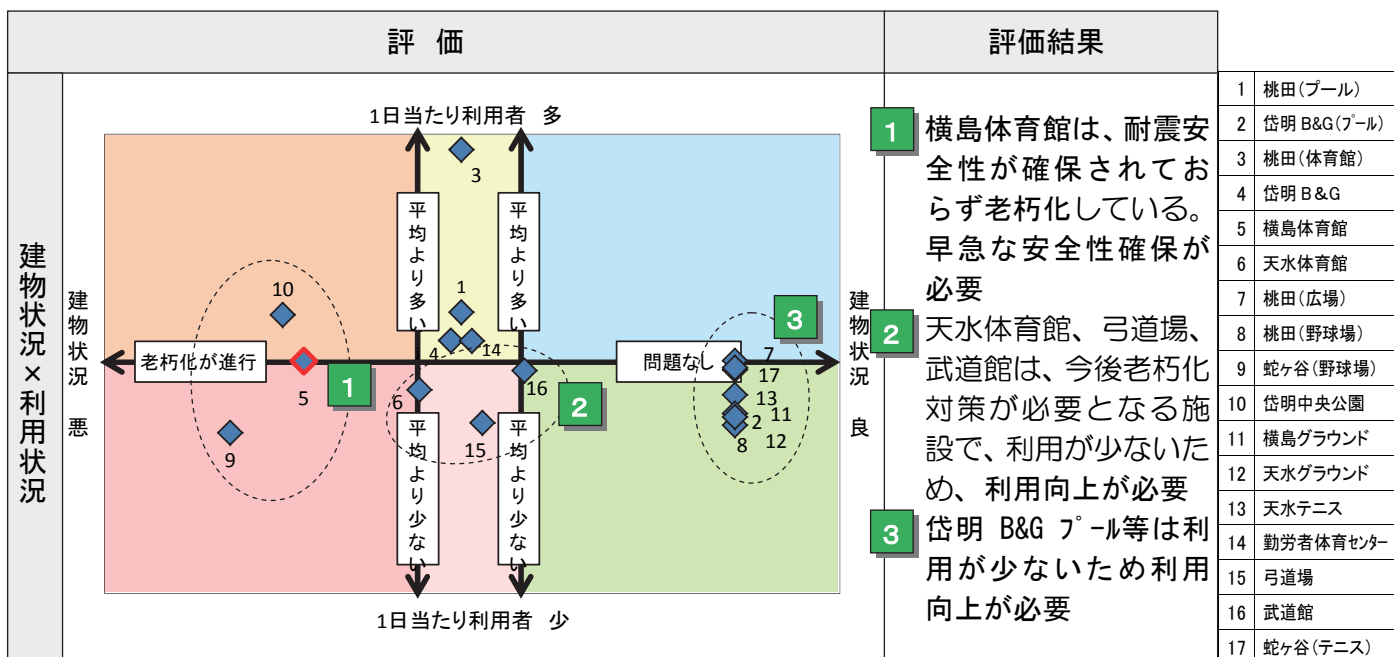 評 価
評価結果
建物状況×利用状況
1日当たり利用者 多
3
平均より多い
平均より多い
10
1
4
14
建物状況 悪
老朽化が進行
5
1
問題なし
3
7
17
建物状況 良
6
16
2
13
9
15
2
11
8
12
平均より少ない
平均より少ない
1日当たり利用者 少
1 横島体育館は、耐震安
全性が確保されてお
らず老朽化している。
早急な安全性確保が
必要
2 天水体育館、弓道場、
武道館は、今後老朽化
対策が必要となる施
設で、利用が少ないた
め、利用向上が必要
3 岱明 B&G プール等は利
用が少ないため利用
向上が必要
1 桃田(プール)
2 岱明 B&G(プール)
3 桃田(体育館)
4 岱明 B&G
5 横島体育館
6 天水体育館
7 桃田(広場)
8 桃田(野球場)
9 蛇ヶ谷(野球場)
10 岱明中央公園
11 横島グラウンド
12 天水グラウンド
13 天水テニス
14 勤労者体育センター
15 弓道場
16 武道館
17 蛇ヶ谷(テニス)